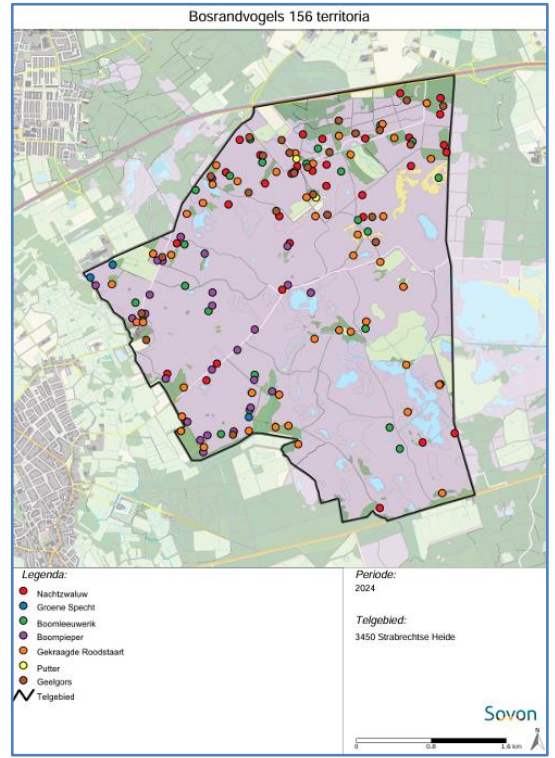 Bosrandvogels 156 territoria
Legenda:
Nachtzwaluw
Groene Specht
Boomleeuwerik
Boompieper
Gekraagde Roodstaart
Putter
Geelgors
Telgebied
Periode:
2024
Telgebied:
3450 Strabrechtse Heide
Sovon
N
0 0.8 1.6 km